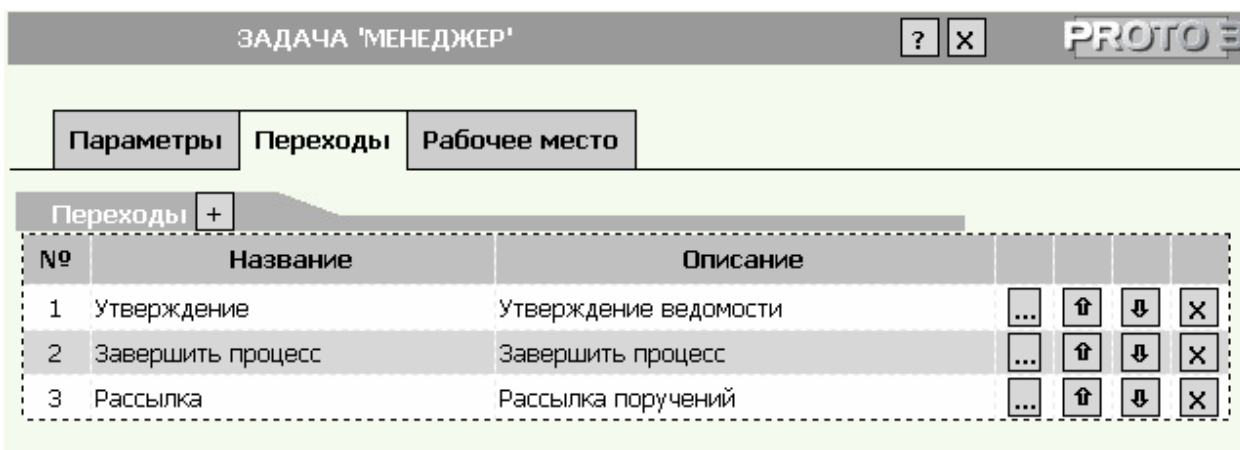 ЗАДАЧА 'МЕНЕДЖЕР' ? X PROTO
Параметры Переходы Рабочее место
Переходы +
Nº Название Описание
1 Утверждение Утверждение ведомости ... X
2 Завершить процесс Завершить процесс ... X
3 Рассылка Рассылка поручений ... X